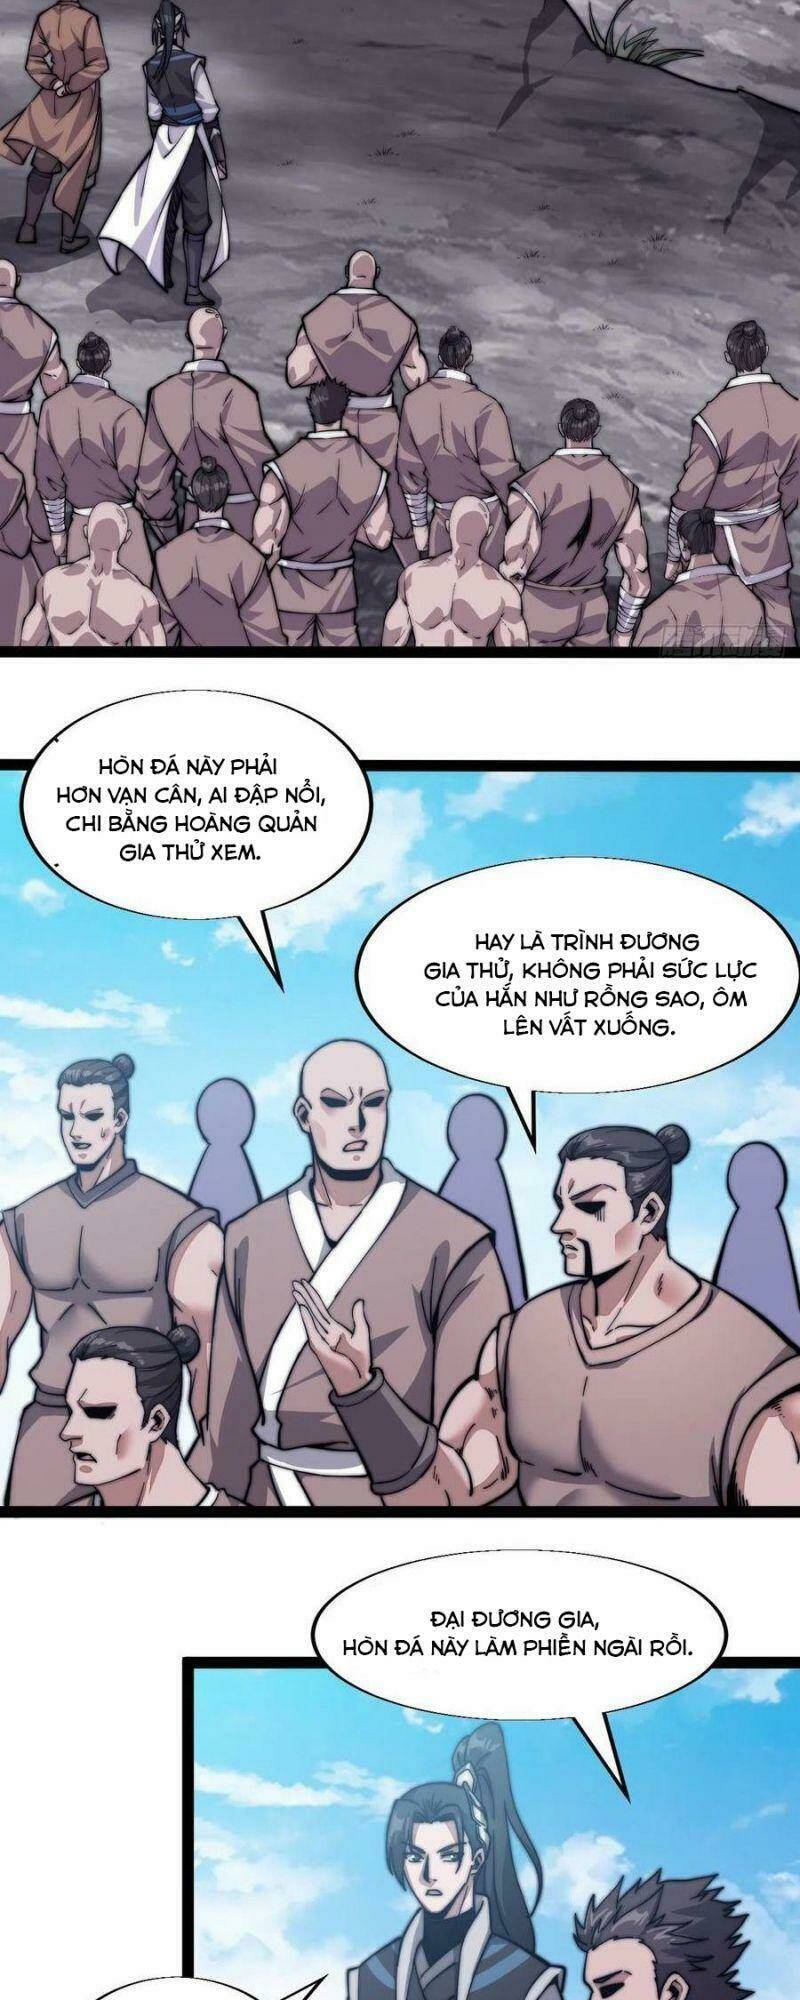 HÒN ĐÁ NÀY PHẢI
HƠN VẠN CÂN, AI ĐẬP NỔI,
CHI BẰNG HOÀNG QUẢN
GIA THỬ XEM.
HAY LÀ TRÌNH ĐƯƠNG
GIA THỬ, KHÔNG PHẢI SỨC LỰC
CỦA HẮN NHƯ RỒNG SAO, ÔM
LÊN VẤT XUỐNG.
ĐẠI ĐƯƠNG GIA,
HÒN ĐÁ NÀY LÀM PHIỀN NGÀI RỒI.